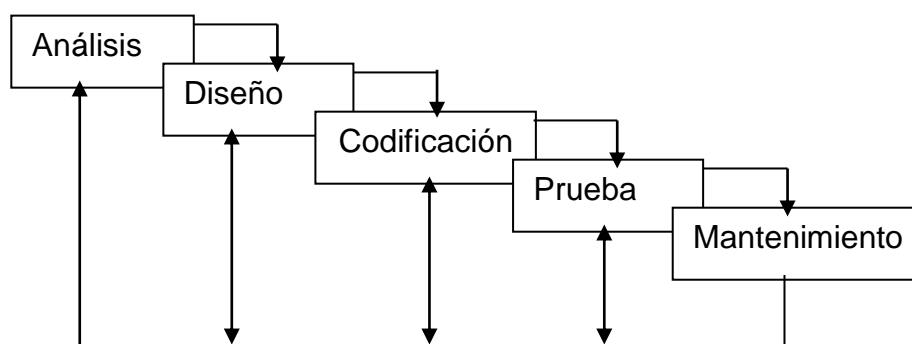 Análisis
Diseño
Codificación
Prueba
Mantenimiento